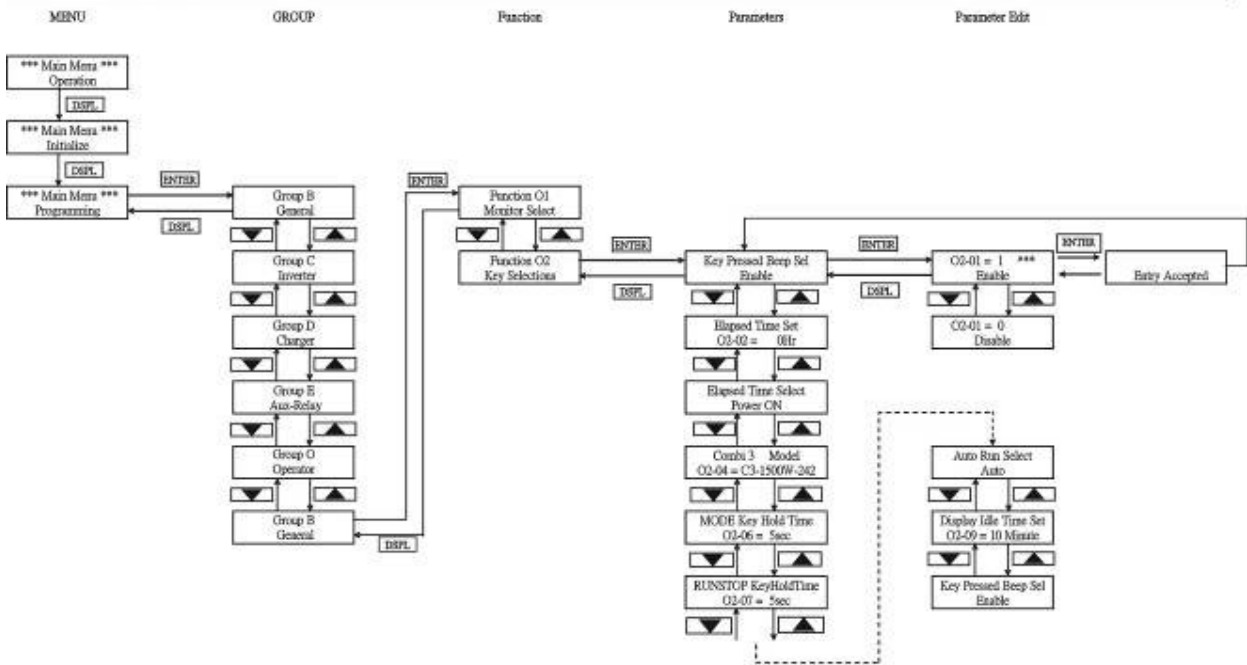 MENU
GROUP
Function
Parameters
Parameter Edit
*** Main Menu ***
Operation
DSPL
*** Main Menu ***
Initialize
DSPL
*** Main Menu ***
Programming
ENTER
DSPL
Group B
General
Group C
Inverter
Group D
Charger
Group E
Aux-Relay
Group O
Operator
Group B
General
ENTER
DSPL
Function O1
Monitor Select
Function O2
Key Selections
ENTER
DSPL
Key Pressed Beep Sel
Enable
Elapsed Time Set
O2-02 = 0Hr
Elapsed Time Select
Power ON
Combi 3 Model
O2-04 = C3-1500W-242
MODE Key Hold Time
O2-06 = 5sec
RUNSTOP KeyHoldTime
O2-07 = 5sec
ENTER
DSPL
O2-01 = 1 ***
Enable
ENTER
Entry Accepted
O2-01 = 0
Disable
Auto Run Select
Auto
Display Idle Time Set
O2-09 = 10 Minute
Key Pressed Beep Sel
Enable